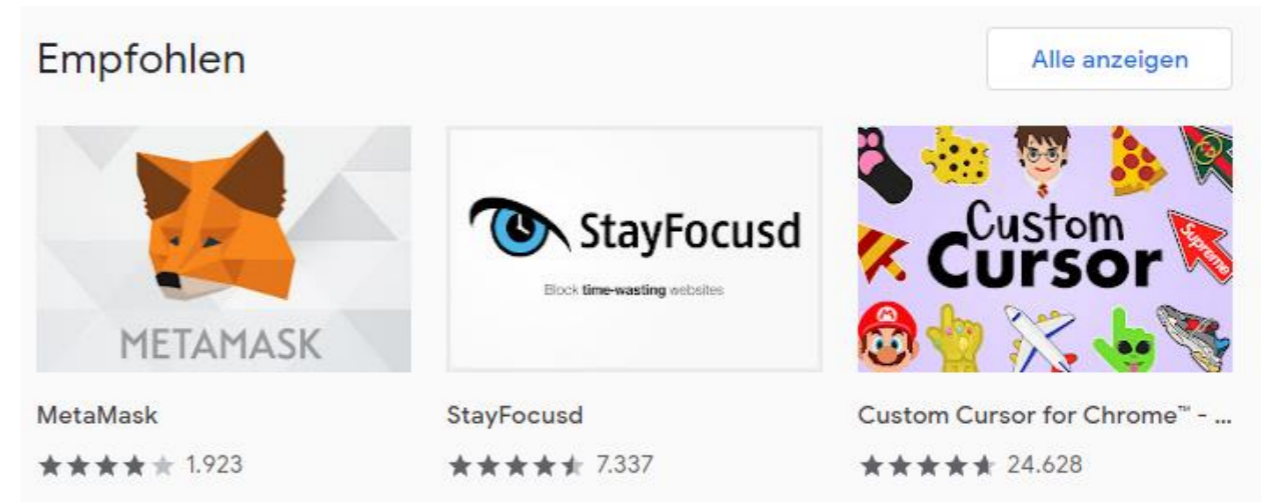 Empfohlen
Alle anzeigen
METAMASK
StayFocusd
Block time-wasting websites
Custom
Cursor
Supreme
MetaMask
1.923
StayFocusd
7.337
Custom Cursor for Chrome™ - ...
24.628